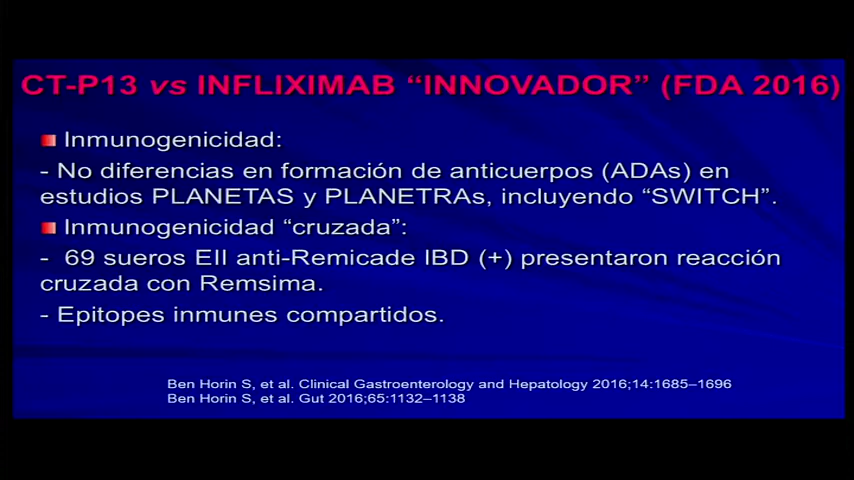 CT-P13 vs INFLIXIMAB “INNOVADOR” (FDA 2016)
Inmunogenicidad:
- No diferencias en formación de anticuerpos (ADAs) en
estudios PLANETAS y PLANETRAs, incluyendo “SWITCH”.
Inmunogenicidad “cruzada”:
- 69 sueros EII anti-Remicade IBD (+) presentaron reacción
cruzada con Remsima.
- Epitopes inmunes compartidos.
Ben Horin S, et al. Clinical Gastroenterology and Hepatology 2016;14:1685–1696
Ben Horin S, et al. Gut 2016;65:1132–1138